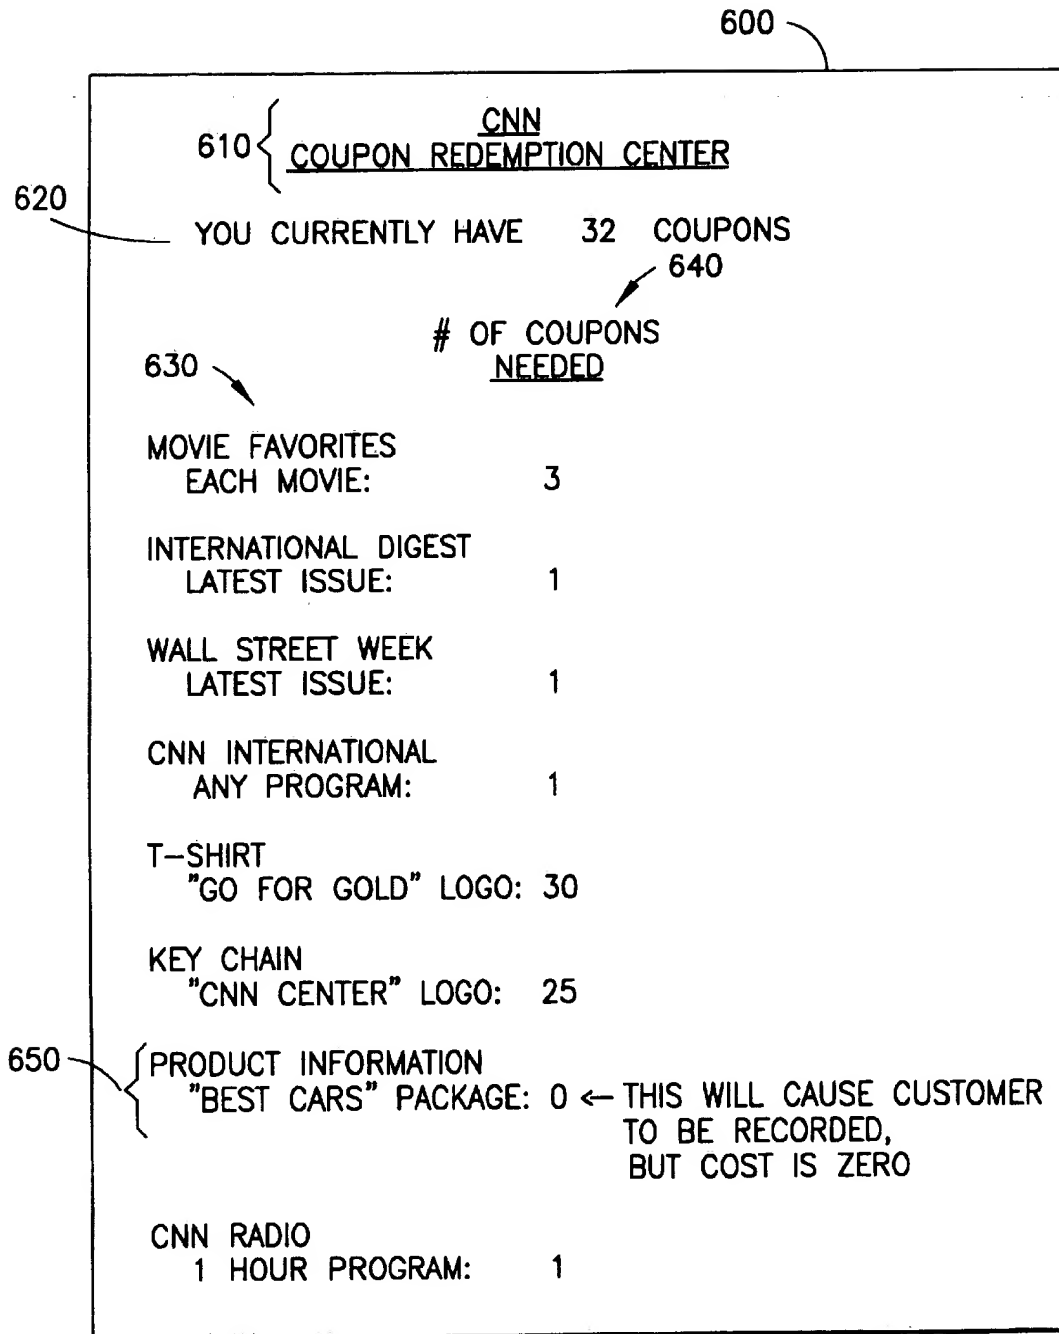 600
CNN
610
COUPON REDEMPTION CENTER
620
YOU CURRENTLY HAVE 32 COUPONS
640
# OF COUPONS
NEEDED
630
MOVIE FAVORITES
EACH MOVIE: 3
INTERNATIONAL DIGEST
LATEST ISSUE: 1
WALL STREET WEEK
LATEST ISSUE: 1
CNN INTERNATIONAL
ANY PROGRAM: 1
T-SHIRT
"GO FOR GOLD" LOGO: 30
KEY CHAIN
"CNN CENTER" LOGO: 25
650
PRODUCT INFORMATION
"BEST CARS" PACKAGE: 0 ← THIS WILL CAUSE CUSTOMER
TO BE RECORDED,
BUT COST IS ZERO
CNN RADIO
1 HOUR PROGRAM: 1